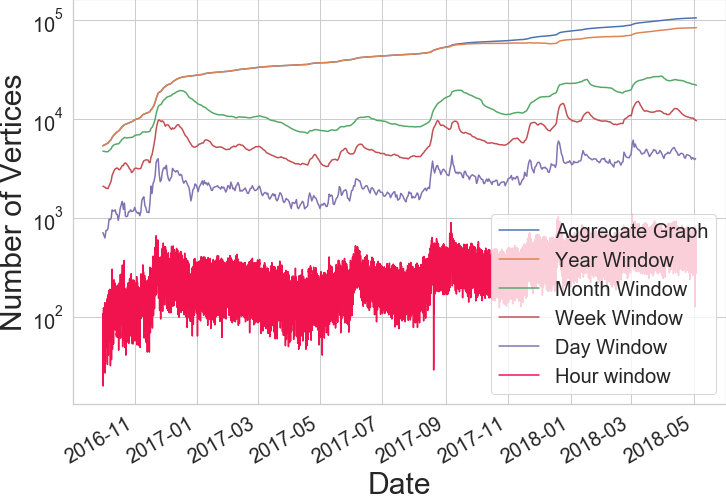 Number of Vertices
10^5
10^4
10^3
10^2
Aggregate Graph
Year Window
Month Window
Week Window
Day Window
Hour window
2016-11
2017-01
2017-03
2017-05
2017-07
2017-09
2017-11
2018-01
2018-03
2018-05
Date